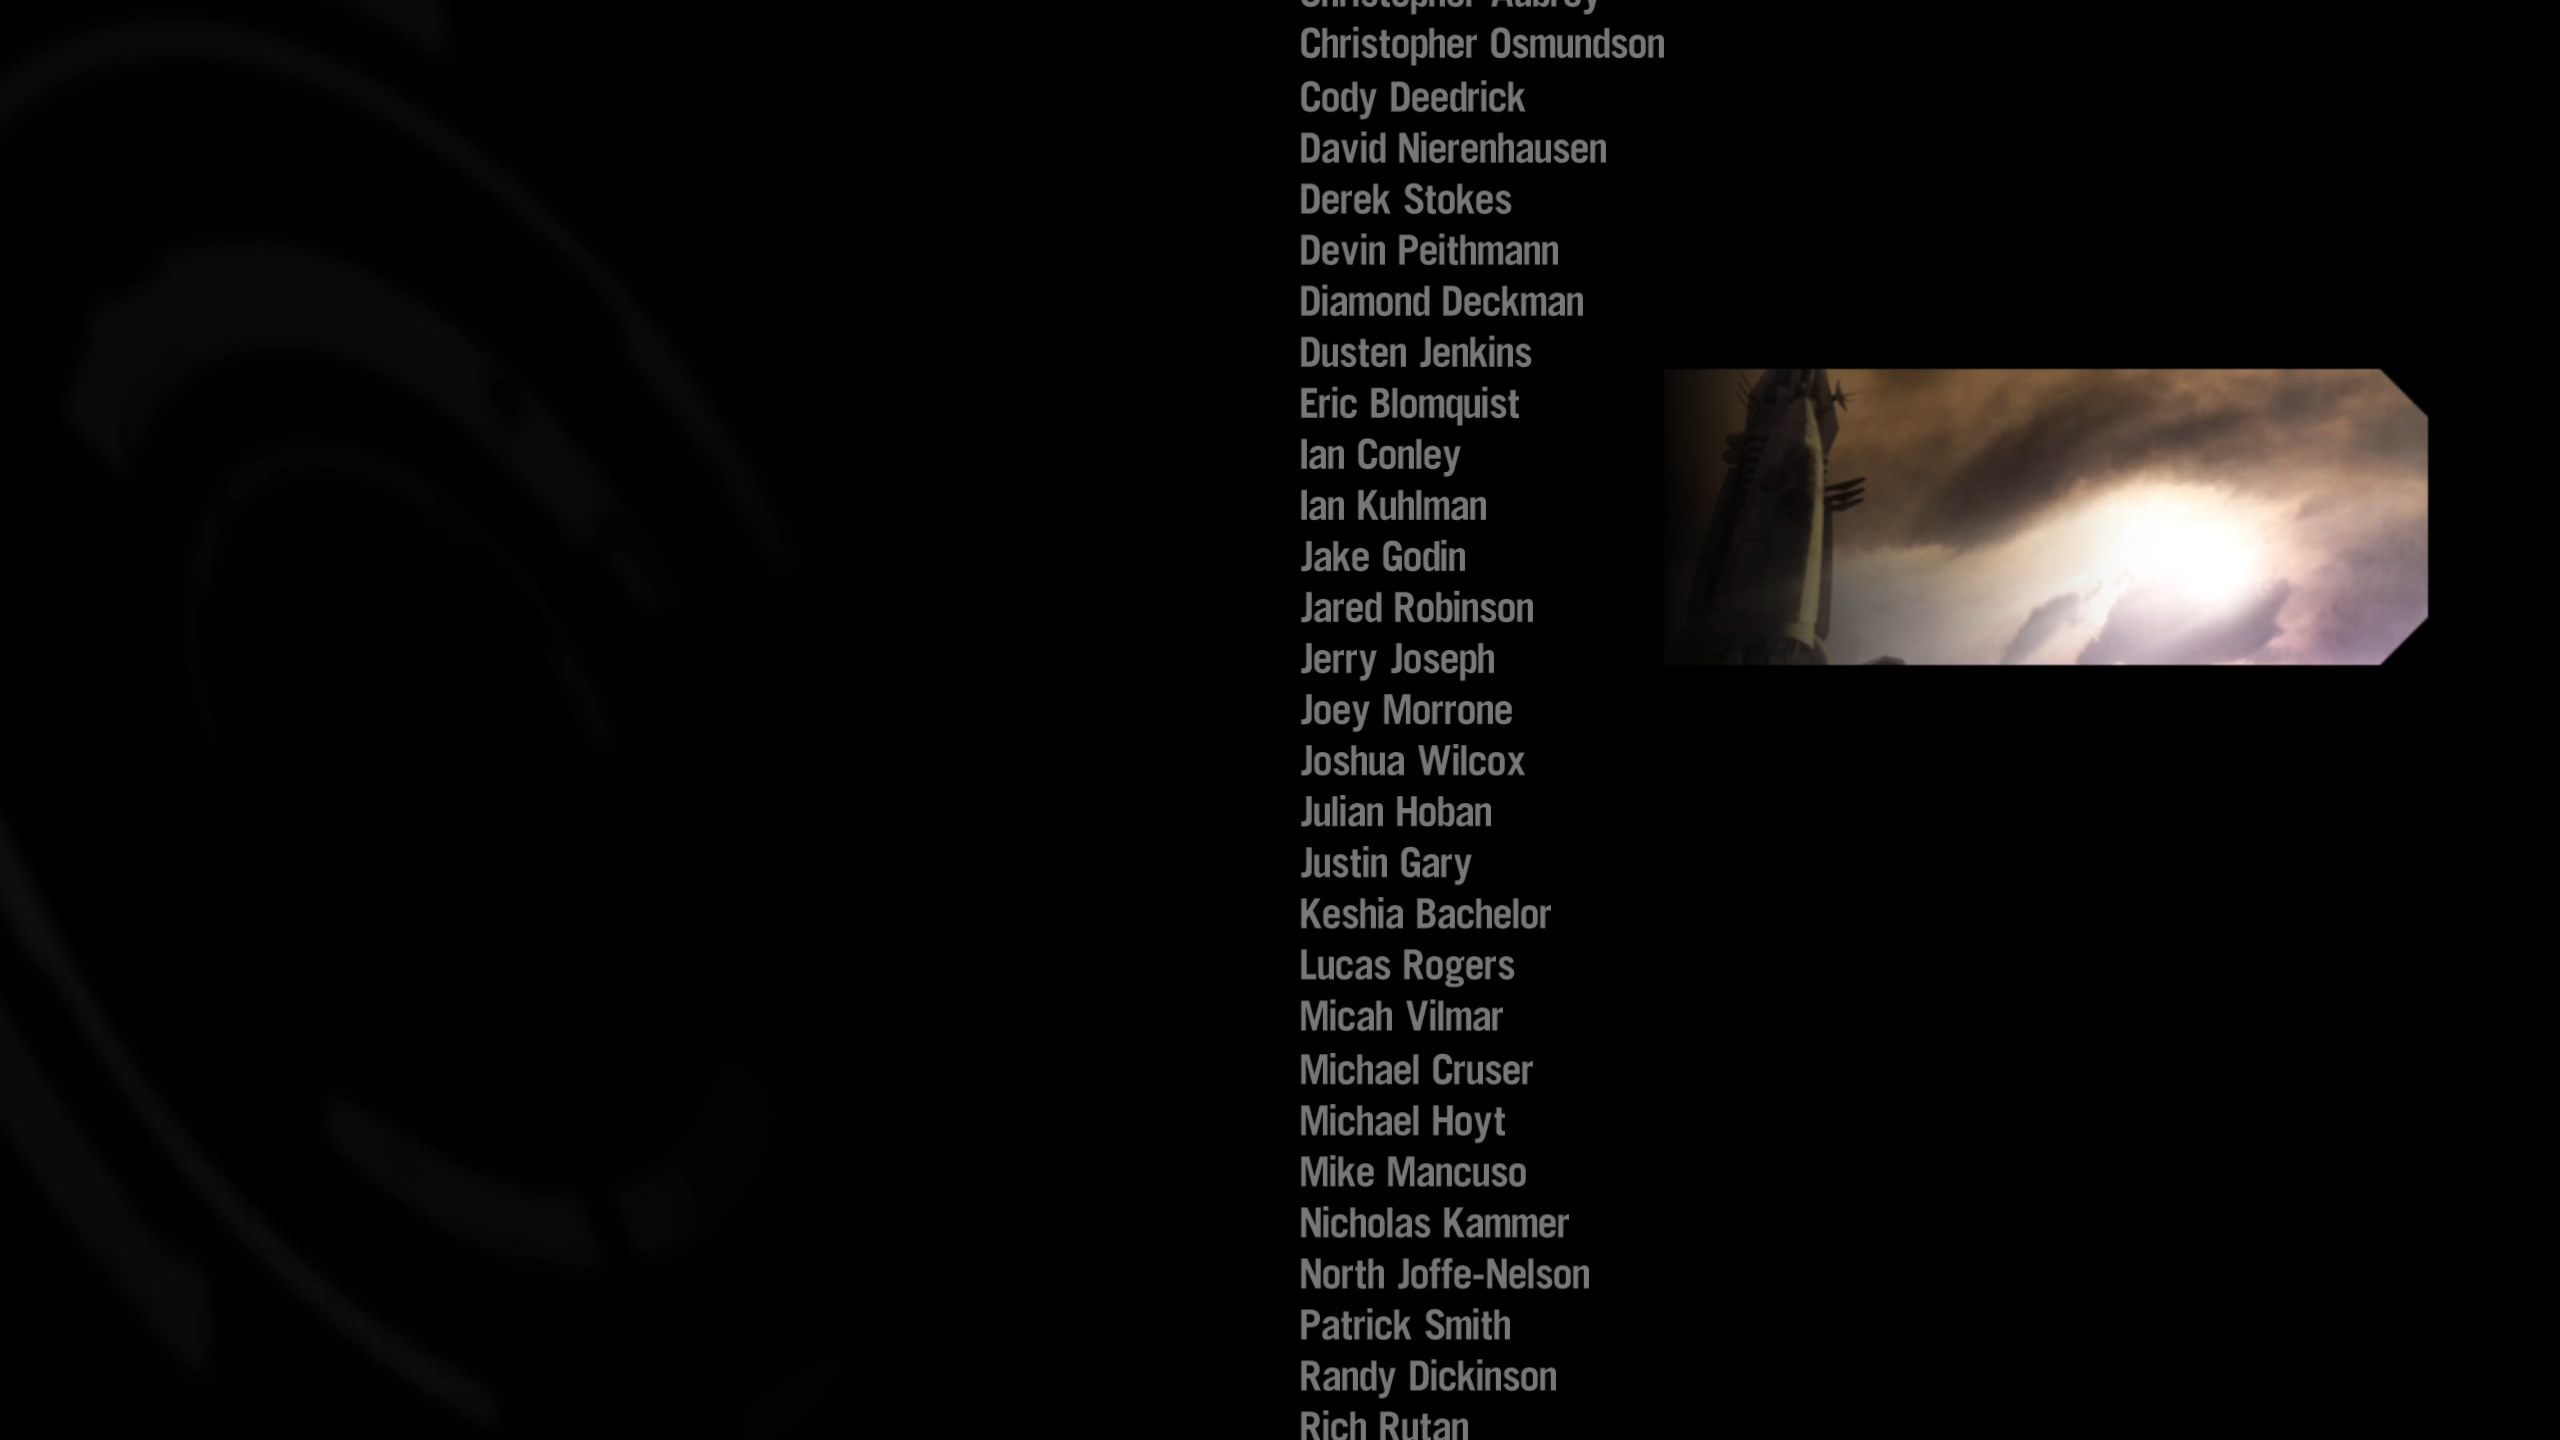 Christopher Aubrey
Christopher Osmundson
Cody Deedrick
David Nierenhausen
Derek Stokes
Devin Peithmann
Diamond Deckman
Dusten Jenkins
Eric Blomquist
Ian Conley
Ian Kuhlman
Jake Godin
Jared Robinson
Jerry Joseph
Joey Morrone
Joshua Wilcox
Julian Hoban
Justin Gary
Keshia Bachelor
Lucas Rogers
Micah Vilmar
Michael Cruser
Michael Hoyt
Mike Mancuso
Nicholas Kammer
North Joffe-Nelson
Patrick Smith
Randy Dickinson
Rich Rutan